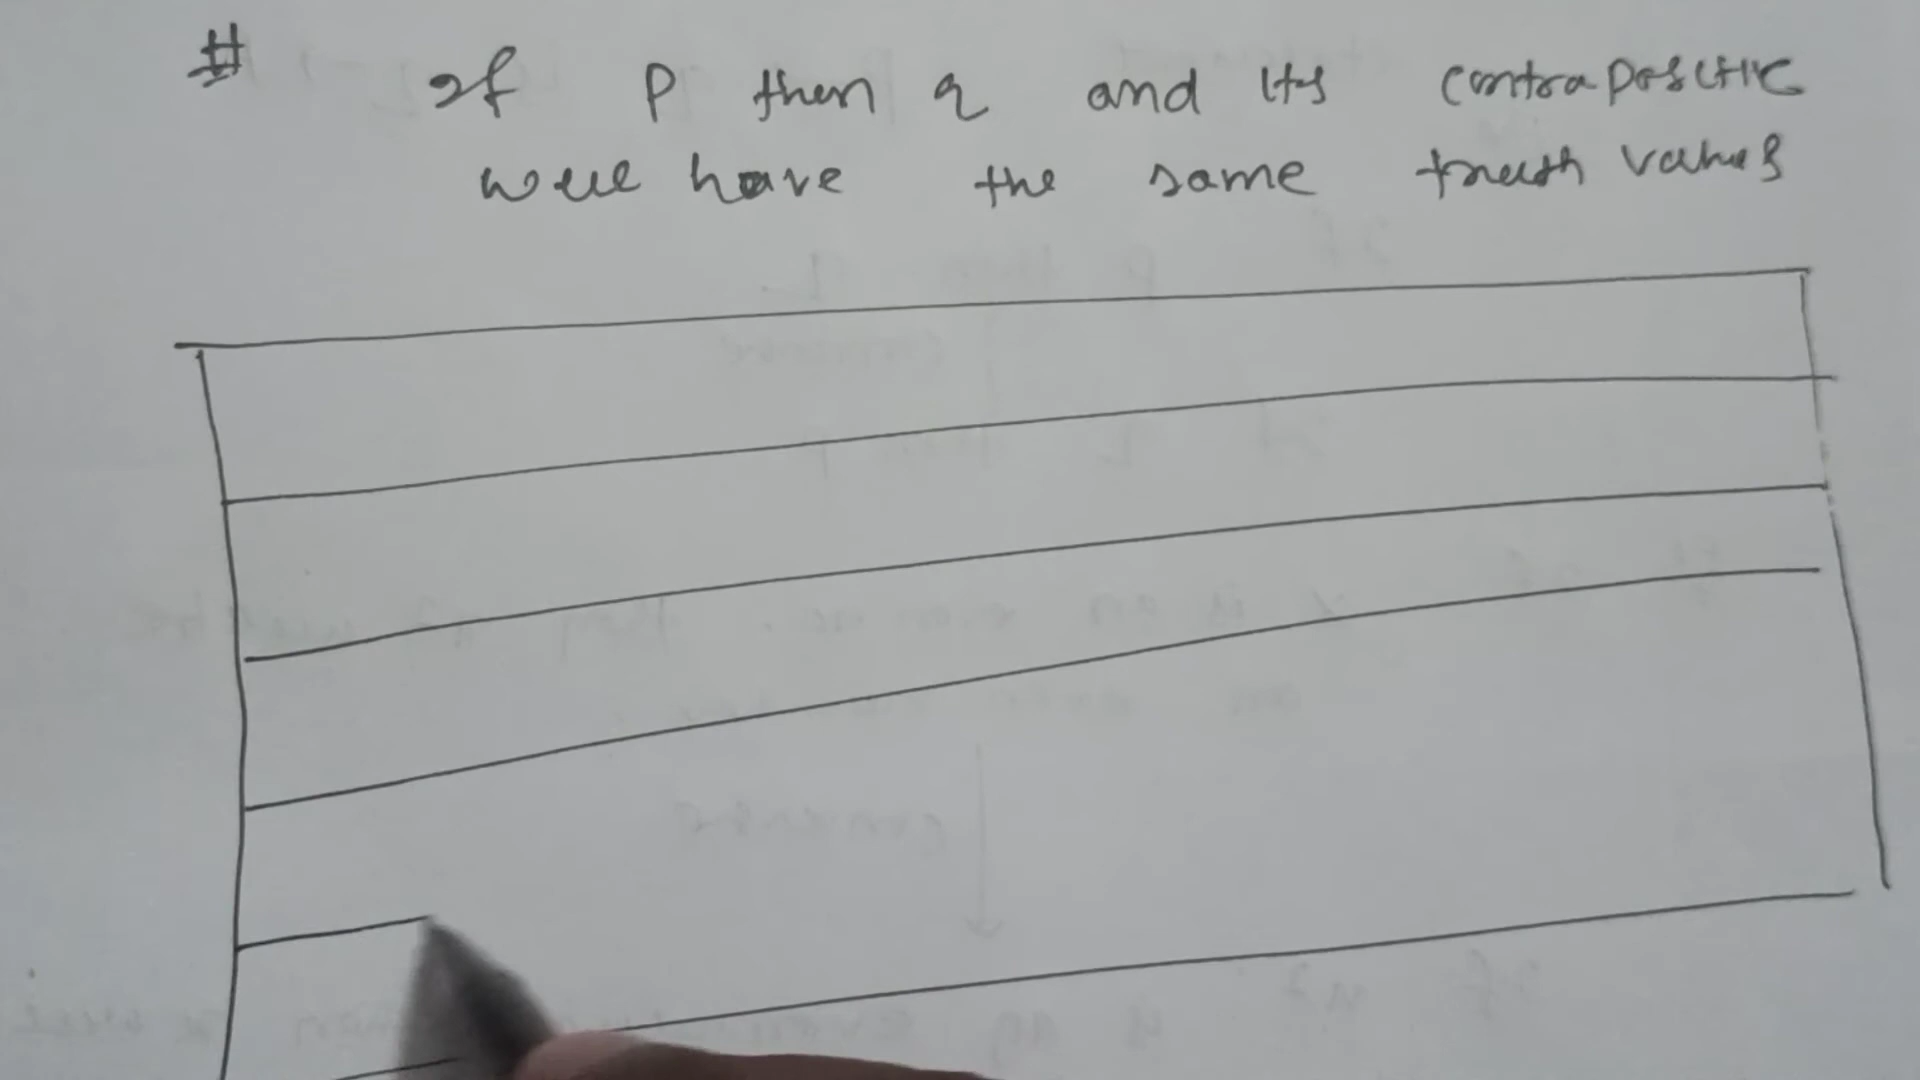 # If P then q and its contrapositive
will have the same truth values